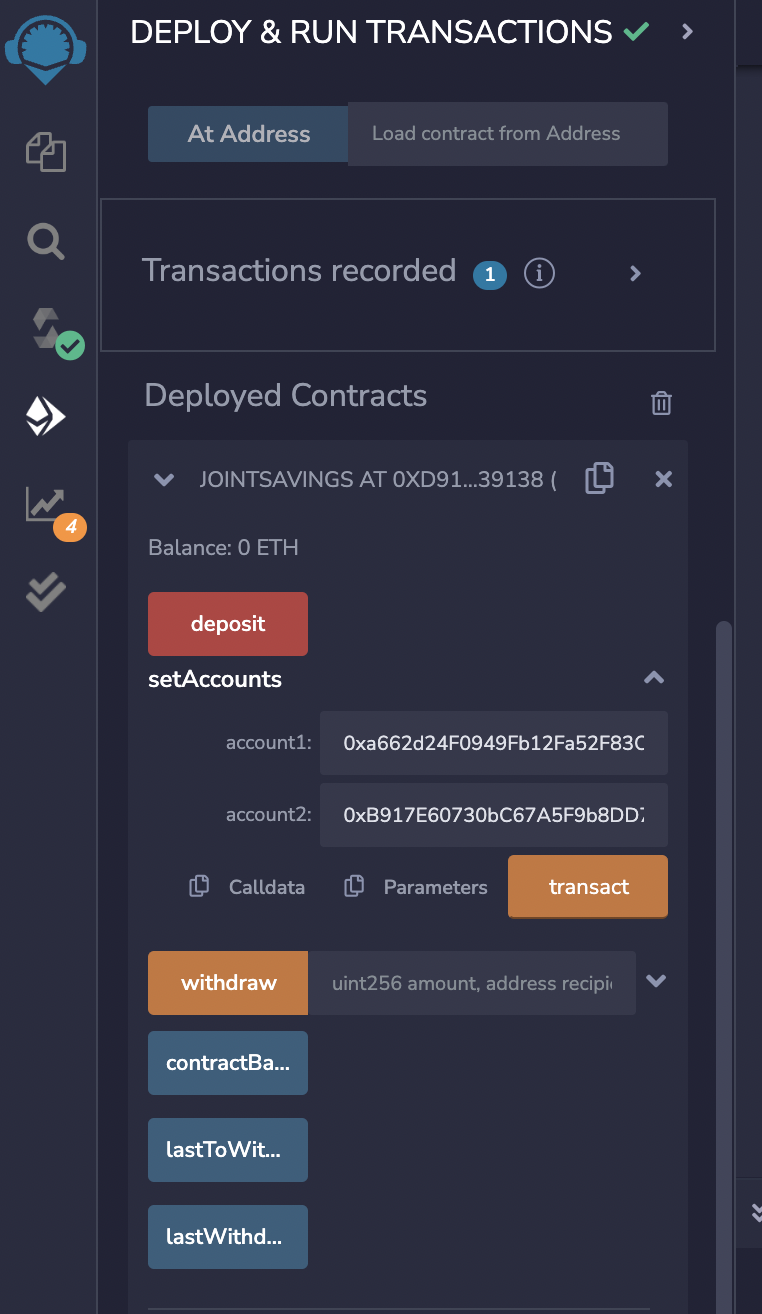 DEPLOY & RUN TRANSACTIONS
At Address
Load contract from Address
Transactions recorded 1 i
Deployed Contracts
JOINTSAVINGS AT 0XD91...39138 (
4
Balance: 0 ETH
deposit
setAccounts
account1: 0xa662d24F0949Fb12Fa52F83C
account2: 0xB917E60730bC67A5F9b8DD7
Calldata Parameters transact
withdraw uint256 amount, address recipi
contractBa...
lastToWit...
lastWithd...